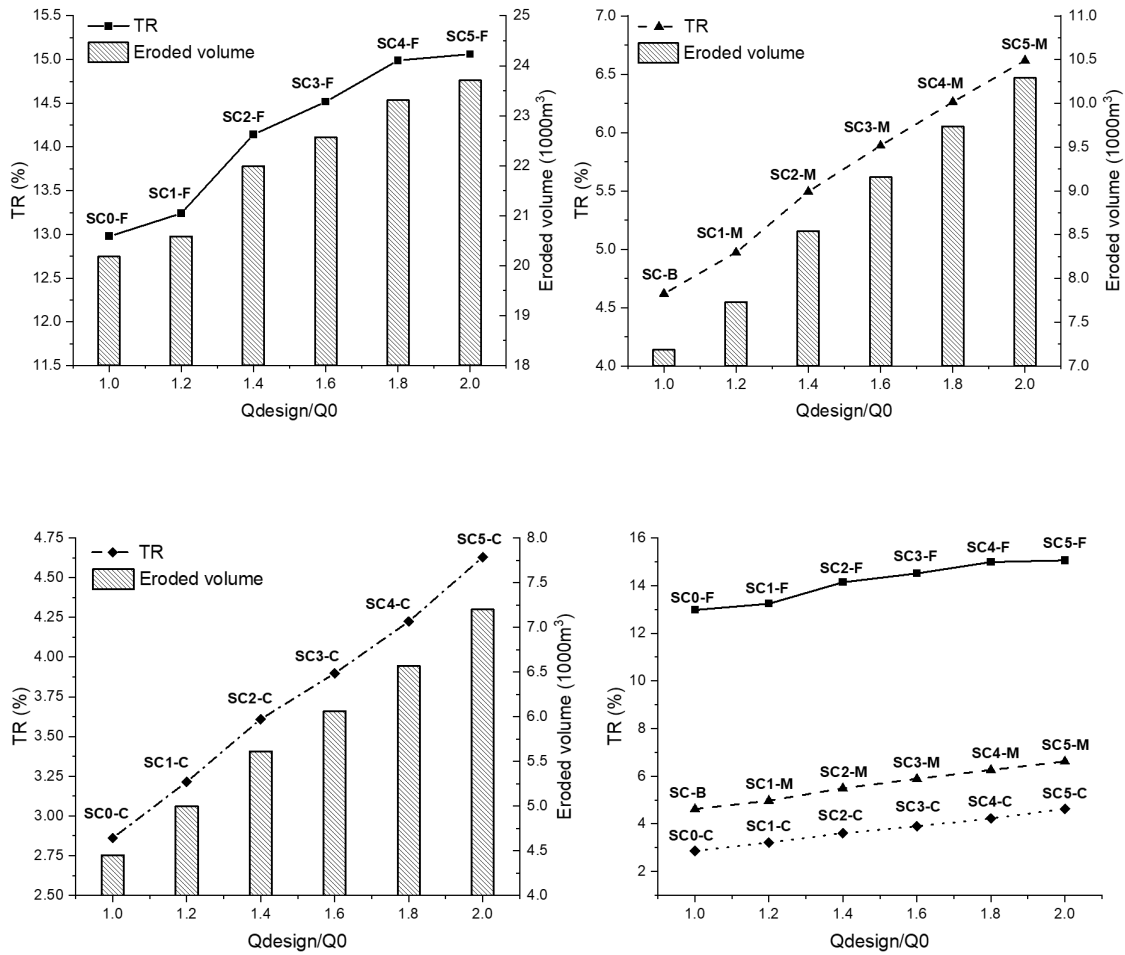 TR
Eroded volume
SC0-F
SC1-F
SC2-F
SC3-F
SC4-F
SC5-F
15.5
15.0
14.5
14.0
13.5
13.0
12.5
12.0
11.5
TR (%)
25
24
23
22
21
20
19
18
Eroded volume (1000m³)
1.0 1.2 1.4 1.6 1.8 2.0
Qdesign/Q0
TR
Eroded volume
SC-B
SC1-M
SC2-M
SC3-M
SC4-M
SC5-M
7.0
6.5
6.0
5.5
5.0
4.5
4.0
TR (%)
11.0
10.5
10.0
9.5
9.0
8.5
8.0
7.5
7.0
Eroded volume (1000m³)
1.0 1.2 1.4 1.6 1.8 2.0
Qdesign/Q0
TR
Eroded volume
SC0-C
SC1-C
SC2-C
SC3-C
SC4-C
SC5-C
4.75
4.50
4.25
4.00
3.75
3.50
3.25
3.00
2.75
2.50
TR (%)
8.0
7.5
7.0
6.5
6.0
5.5
5.0
4.5
4.0
Eroded volume (1000m³)
1.0 1.2 1.4 1.6 1.8 2.0
Qdesign/Q0
16
14
12
10
8
6
4
2
TR (%)
SC0-F SC1-F SC2-F SC3-F SC4-F SC5-F
SC-B SC1-M SC2-M SC3-M SC4-M SC5-M
SC0-C SC1-C SC2-C SC3-C SC4-C SC5-C
1.0 1.2 1.4 1.6 1.8 2.0
Qdesign/Q0